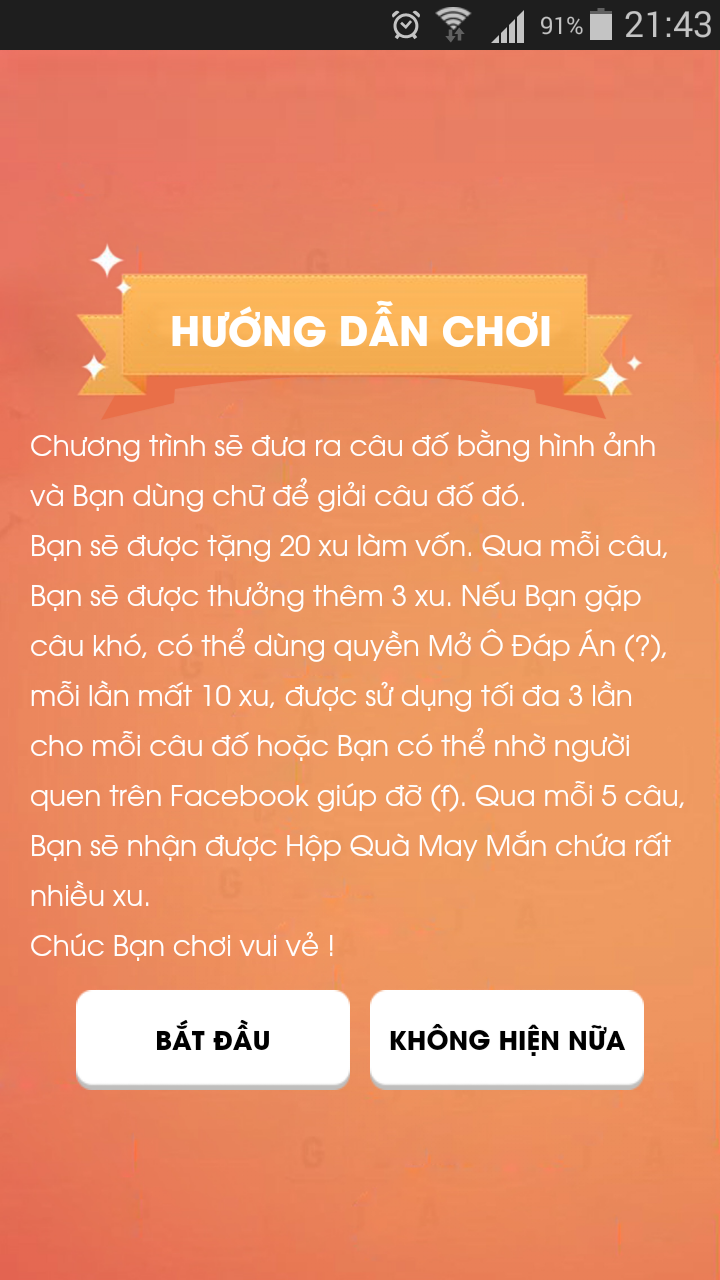 91% 21:43
HƯỚNG DẪN CHƠI
Chương trình sẽ đưa ra câu đố bằng hình ảnh
và Bạn dùng chữ để giải câu đố đó.
Bạn sẽ được tặng 20 xu làm vốn. Qua mỗi câu,
Bạn sẽ được thưởng thêm 3 xu. Nếu Bạn gặp
câu khó, có thể dùng quyền Mở Ô Đáp Án (?),
mỗi lần mất 10 xu, được sử dụng tối đa 3 lần
cho mỗi câu đố hoặc Bạn có thể nhờ người
quen trên Facebook giúp đỡ (f). Qua mỗi 5 câu,
Bạn sẽ nhận được Hộp Quà May Mắn chứa rất
nhiều xu.
Chúc Bạn chơi vui vẻ !
BẮT ĐẦU
KHÔNG HIỆN NỮA